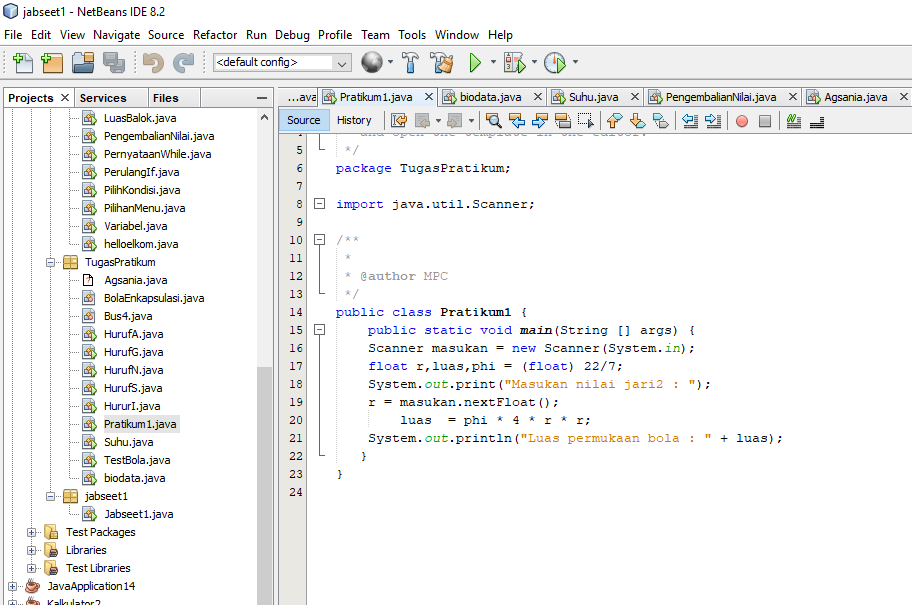 jabseet1 - NetBeans IDE 8.2
File Edit View Navigate Source Refactor Run Debug Profile Team Tools Window Help
<default config>
Projects Services Files
...ava Pratikum1.java biodata.java Suhu.java PengembalianNilai.java Agsania.java
Source History
LuasBalok.java
PengembalianNilai.java
PernyataanWhile.java
PerulangIf.java
PilihKondisi.java
PilihanMenu.java
Variabel.java
helloelkom.java
TugasPratikum
Agsania.java
BolaEnkapsulasi.java
Bus4.java
HurufA.java
HurufG.java
HurufN.java
HurufS.java
HururI.java
Pratikum1.java
Suhu.java
TestBola.java
biodata.java
jabseet1
Jabseet1.java
Test Packages
Libraries
Test Libraries
JavaApplication14
Kalkulator2
4 * and open the template in the editor.
5 */
6 package TugasPratikum;
7
8 import java.util.Scanner;
9
10 /**
11 *
12 * @author MPC
13 */
14 public class Pratikum1 {
15 public static void main(String [] args) {
16 Scanner masukan = new Scanner(System.in);
17 float r,luas,phi = (float) 22/7;
18 System.out.print("Masukan nilai jari2 : ");
19 r = masukan.nextFloat();
20 luas = phi * 4 * r * r;
21 System.out.println("Luas permukaan bola : " + luas);
22 }
23 }
24